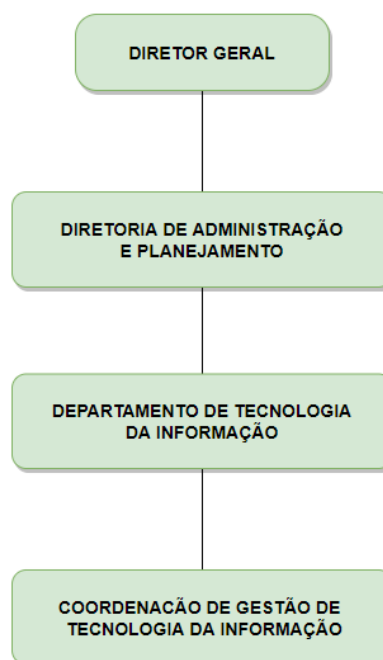 DIRETOR GERAL
DIRETORIA DE ADMINISTRAÇÃO
E PLANEJAMENTO
DEPARTAMENTO DE TECNOLOGIA
DA INFORMAÇÃO
COORDENACÃO DE GESTÃO DE
TECNOLOGIA DA INFORMAÇÃO